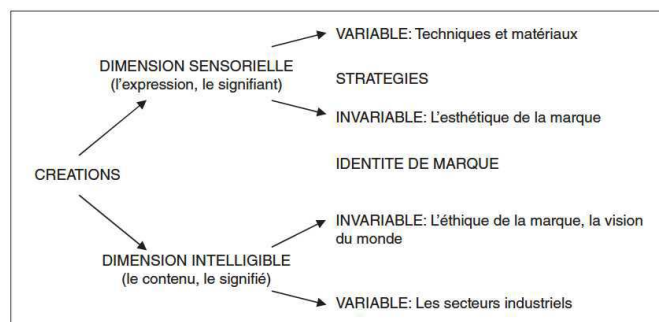 VARIABLE: Techniques et matériaux
DIMENSION SENSORIELLE
(l'expression, le signifiant)
STRATEGIES
INVARIABLE: L'esthétique de la marque
IDENTITE DE MARQUE
CREATIONS
INVARIABLE: L'éthique de la marque, la vision
du monde
DIMENSION INTELLIGIBLE
(le contenu, le signifié)
VARIABLE: Les secteurs industriels